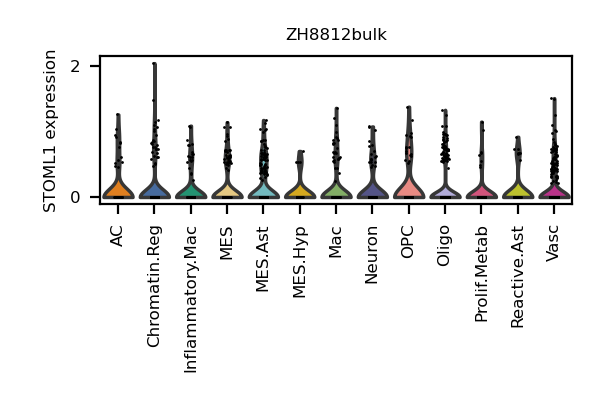 ZH8812bulk
STOML1 expression
2
0
AC
Chromatin.Reg
Inflammatory.Mac
MES
MES.Ast
MES.Hyp
Mac
Neuron
OPC
Oligo
Prolif.Metab
Reactive.Ast
Vasc